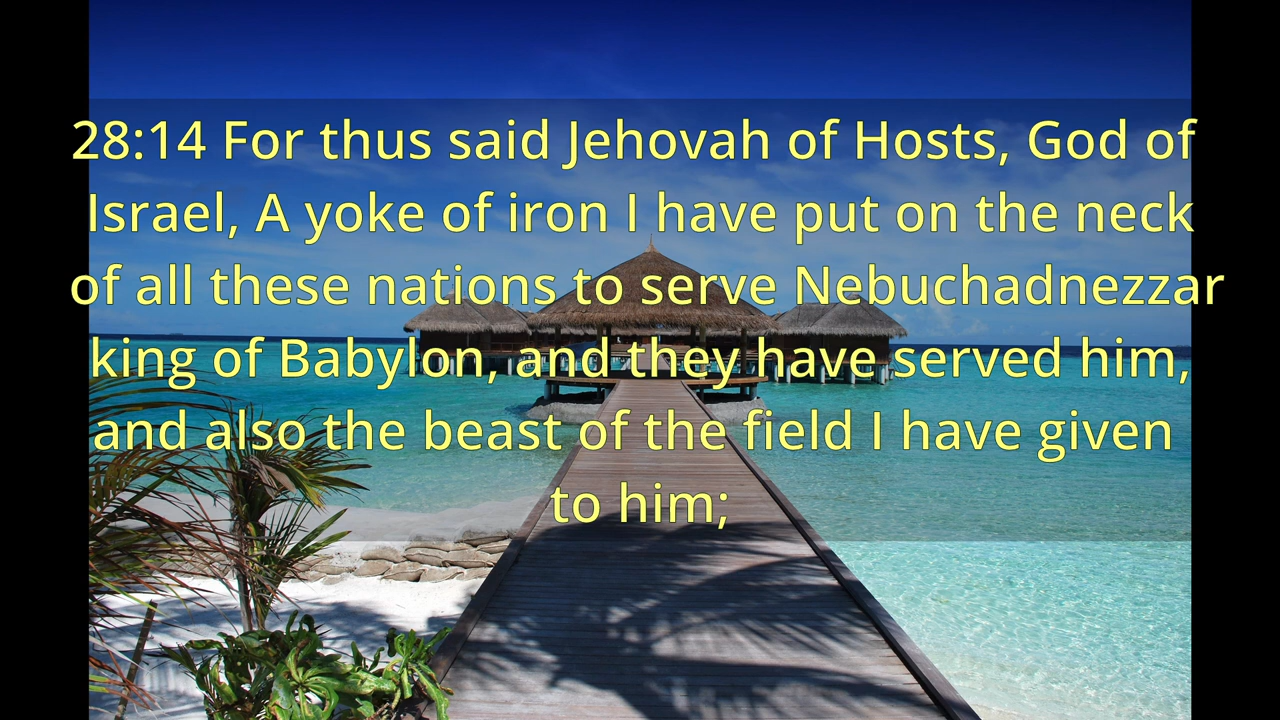 28:14 For thus said Jehovah of Hosts, God of
Israel, A yoke of iron I have put on the neck
of all these nations to serve Nebuchadnezzar
king of Babylon, and they have served him,
and also the beast of the field I have given
to him;